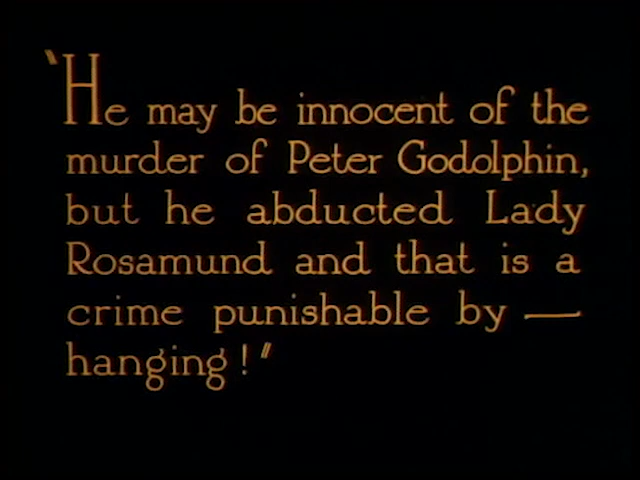 "He may be innocent of the
murder of Peter Godolphin,
but he abducted Lady
Rosamund and that is a
crime punishable by —
hanging!"